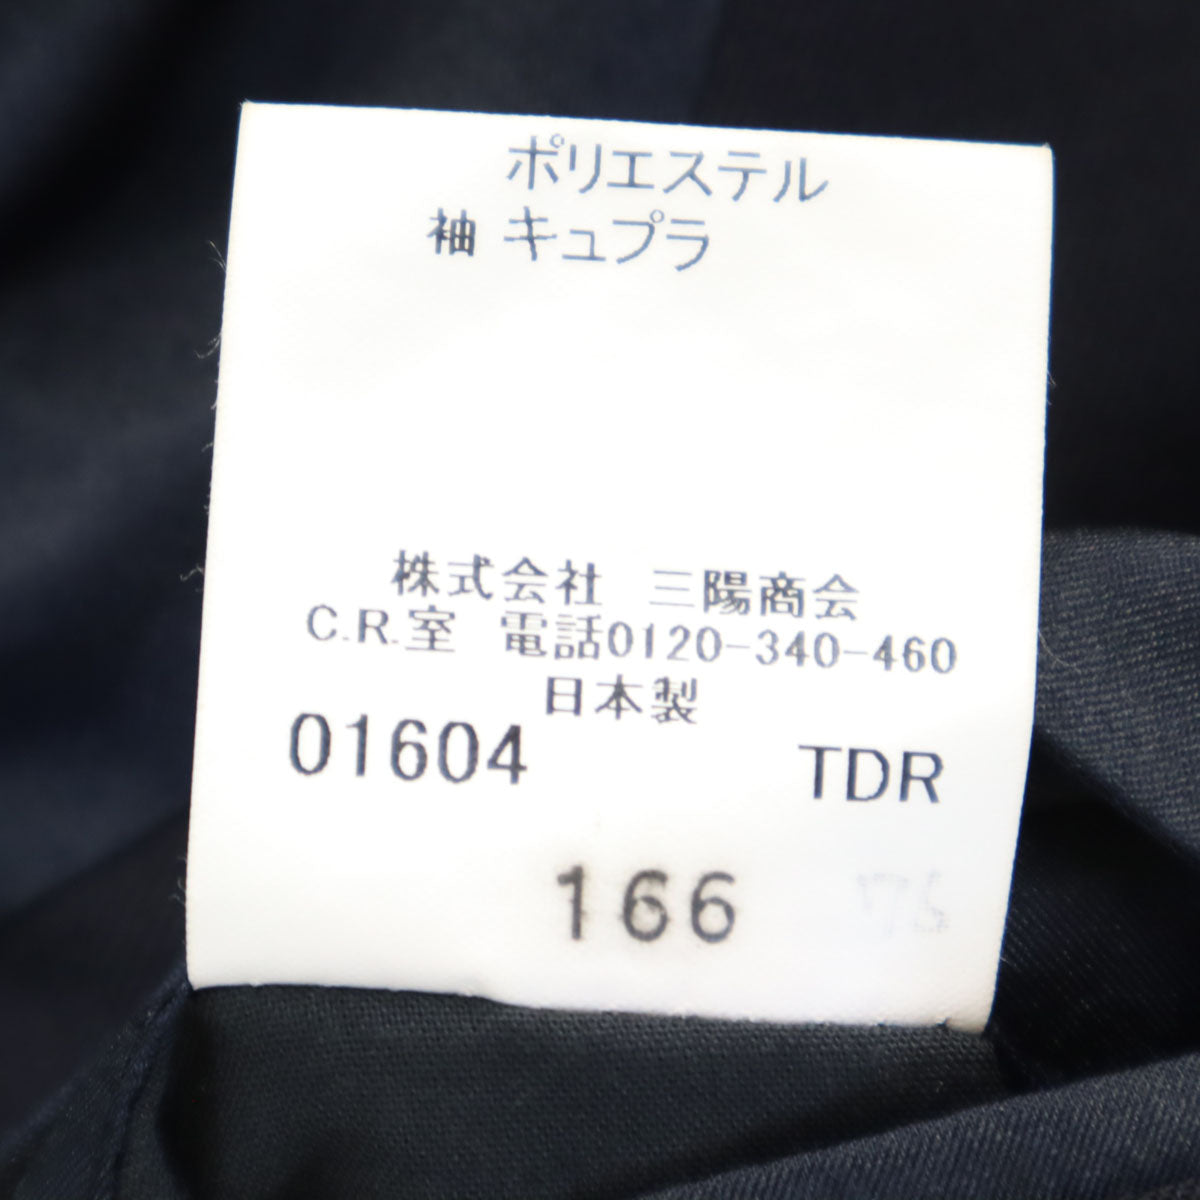 ポリエステル
袖 キュプラ
株式会社 三陽商会
C.R.室 電話0120-340-460
日本製
01604 TDR
166